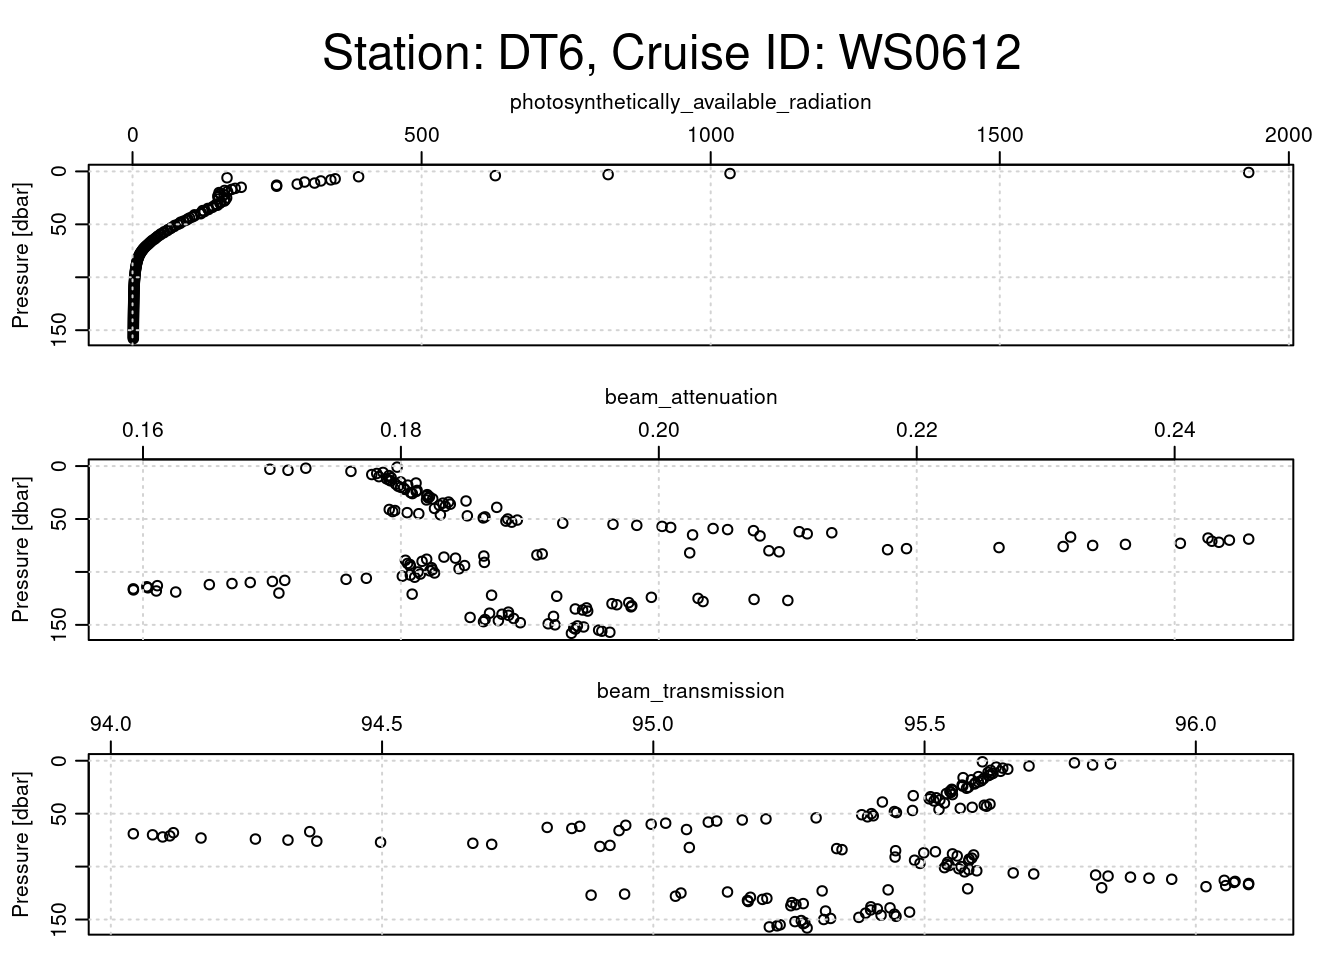 Station: DT6, Cruise ID: WS0612
photosynthetically_available_radiation
0 500 1000 1500 2000
Pressure [dbar]
0
50
150
beam_attenuation
0.16 0.18 0.20 0.22 0.24
Pressure [dbar]
0
50
150
beam_transmission
94.0 94.5 95.0 95.5 96.0
Pressure [dbar]
0
50
150